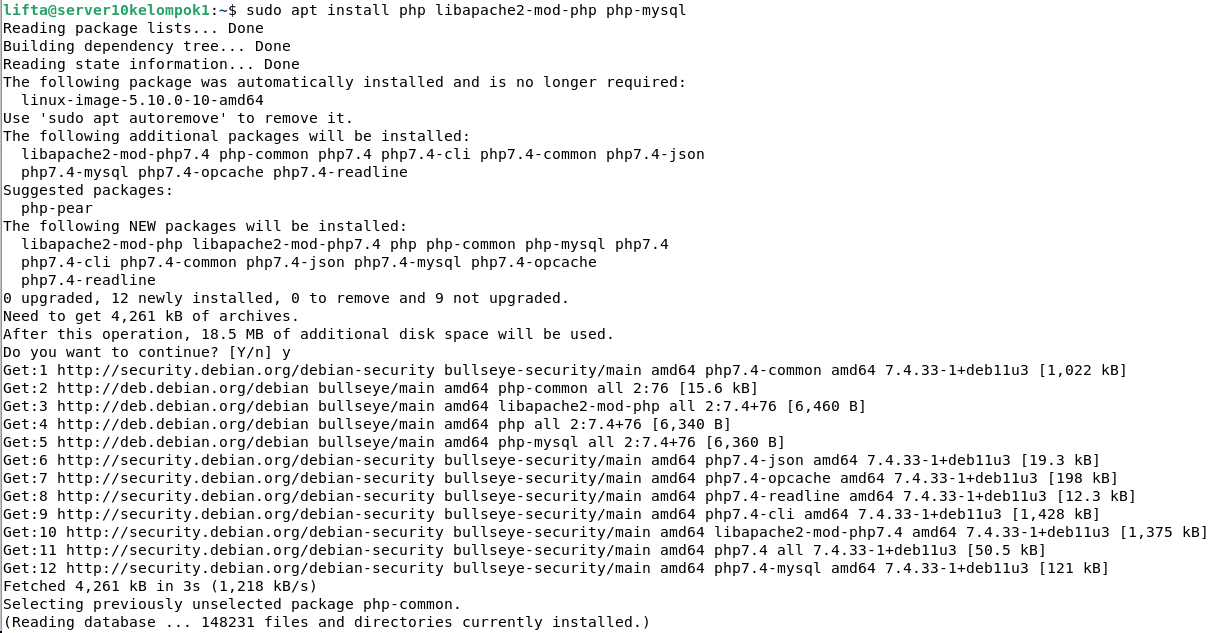 lifta@server10kelompok1:~$ sudo apt install php libapache2-mod-php php-mysql
Reading package lists... Done
Building dependency tree... Done
Reading state information... Done
The following package was automatically installed and is no longer required:
  linux-image-5.10.0-10-amd64
Use 'sudo apt autoremove' to remove it.
The following additional packages will be installed:
  libapache2-mod-php7.4 php-common php7.4 php7.4-cli php7.4-common php7.4-json
  php7.4-mysql php7.4-opcache php7.4-readline
Suggested packages:
  php-pear
The following NEW packages will be installed:
  libapache2-mod-php libapache2-mod-php7.4 php php-common php-mysql php7.4
  php7.4-cli php7.4-common php7.4-json php7.4-mysql php7.4-opcache
  php7.4-readline
0 upgraded, 12 newly installed, 0 to remove and 9 not upgraded.
Need to get 4,261 kB of archives.
After this operation, 18.5 MB of additional disk space will be used.
Do you want to continue? [Y/n] y
Get:1 http://security.debian.org/debian-security bullseye-security/main amd64 php7.4-common amd64 7.4.33-1+deb11u3 [1,022 kB]
Get:2 http://deb.debian.org/debian bullseye/main amd64 php-common all 2:76 [15.6 kB]
Get:3 http://deb.debian.org/debian bullseye/main amd64 libapache2-mod-php all 2:7.4+76 [6,460 B]
Get:4 http://deb.debian.org/debian bullseye/main amd64 php all 2:7.4+76 [6,340 B]
Get:5 http://deb.debian.org/debian bullseye/main amd64 php-mysql all 2:7.4+76 [6,360 B]
Get:6 http://security.debian.org/debian-security bullseye-security/main amd64 php7.4-json amd64 7.4.33-1+deb11u3 [19.3 kB]
Get:7 http://security.debian.org/debian-security bullseye-security/main amd64 php7.4-opcache amd64 7.4.33-1+deb11u3 [198 kB]
Get:8 http://security.debian.org/debian-security bullseye-security/main amd64 php7.4-readline amd64 7.4.33-1+deb11u3 [12.3 kB]
Get:9 http://security.debian.org/debian-security bullseye-security/main amd64 php7.4-cli amd64 7.4.33-1+deb11u3 [1,428 kB]
Get:10 http://security.debian.org/debian-security bullseye-security/main amd64 libapache2-mod-php7.4 amd64 7.4.33-1+deb11u3 [1,375 kB]
Get:11 http://security.debian.org/debian-security bullseye-security/main amd64 php7.4 all 7.4.33-1+deb11u3 [50.5 kB]
Get:12 http://security.debian.org/debian-security bullseye-security/main amd64 php7.4-mysql amd64 7.4.33-1+deb11u3 [121 kB]
Fetched 4,261 kB in 3s (1,218 kB/s)
Selecting previously unselected package php-common.
(Reading database ... 148231 files and directories currently installed.)